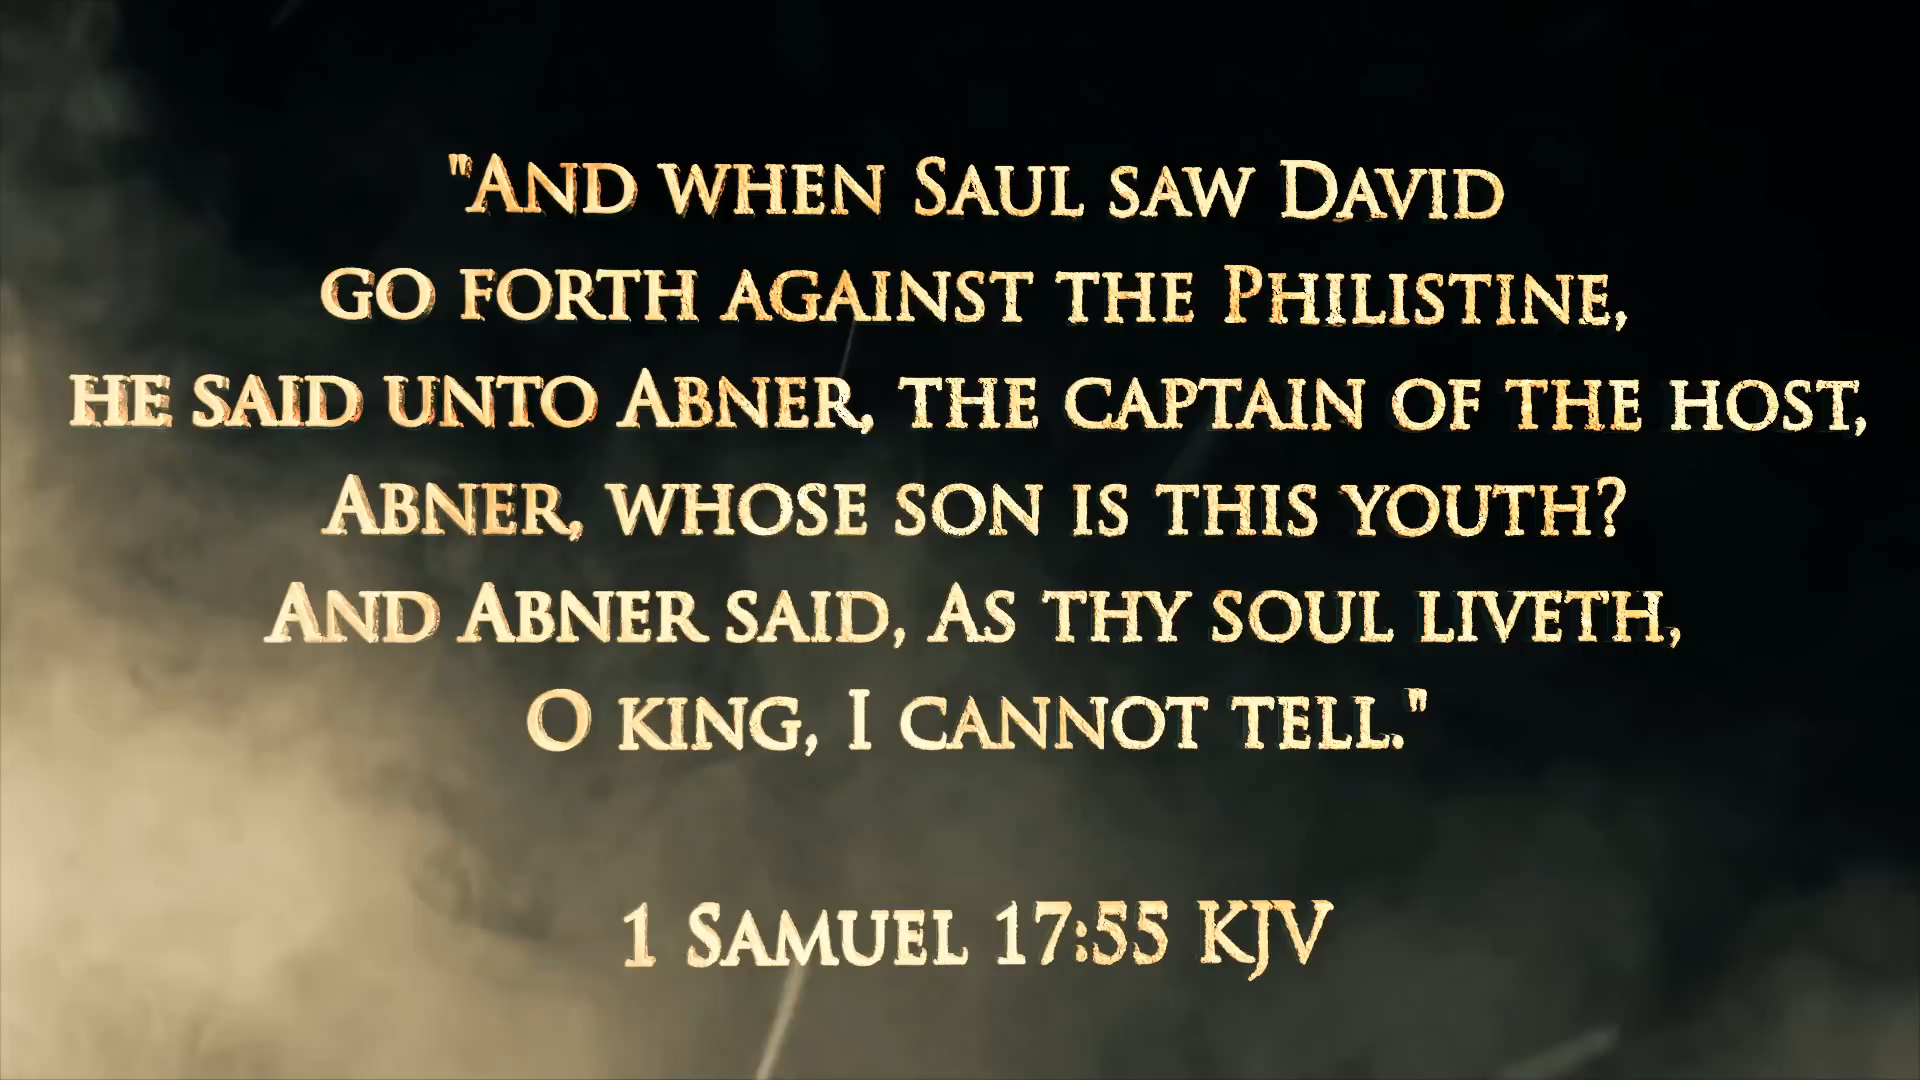 "And when Saul saw David
go forth against the Philistine,
he said unto Abner, the captain of the host,
Abner, whose son is this youth?
And Abner said, As thy soul liveth,
O king, I cannot tell."
1 Samuel 17:55 KJV